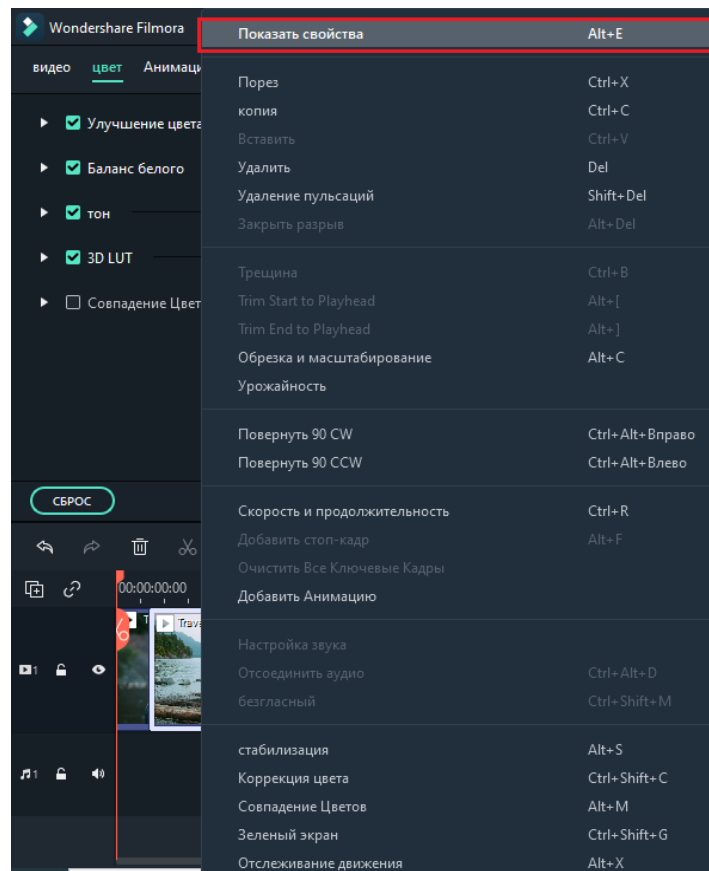 Wondershare Filmora
видео цвет Анимаци
Улучшение цвета
Баланс белого
тон
3D LUT
Совпадение Цвет
СБРОС
00:00:00:00
T
Trave
1
1
Показать свойства Alt+E
Порез Ctrl+X
копия Ctrl+C
Вставить Ctrl+V
Удалить Del
Удаление пульсаций Shift+Del
Закрыть разрыв Alt+Del
Трещина Ctrl+B
Trim Start to Playhead Alt+[
Trim End to Playhead Alt+]
Обрезка и масштабирование Alt+C
Урожайность
Повернуть 90 CW Ctrl+Alt+Вправо
Повернуть 90 CCW Ctrl+Alt+Влево
Скорость и продолжительность Ctrl+R
Добавить стоп-кадр Alt+F
Очистить Все Ключевые Кадры
Добавить Анимацию
Настройка звука
Отсоединить аудио Ctrl+Alt+D
безгласный Ctrl+Shift+M
стабилизация Alt+S
Коррекция цвета Ctrl+Shift+C
Совпадение Цветов Alt+M
Зеленый экран Ctrl+Shift+G
Отслеживание движения Alt+X